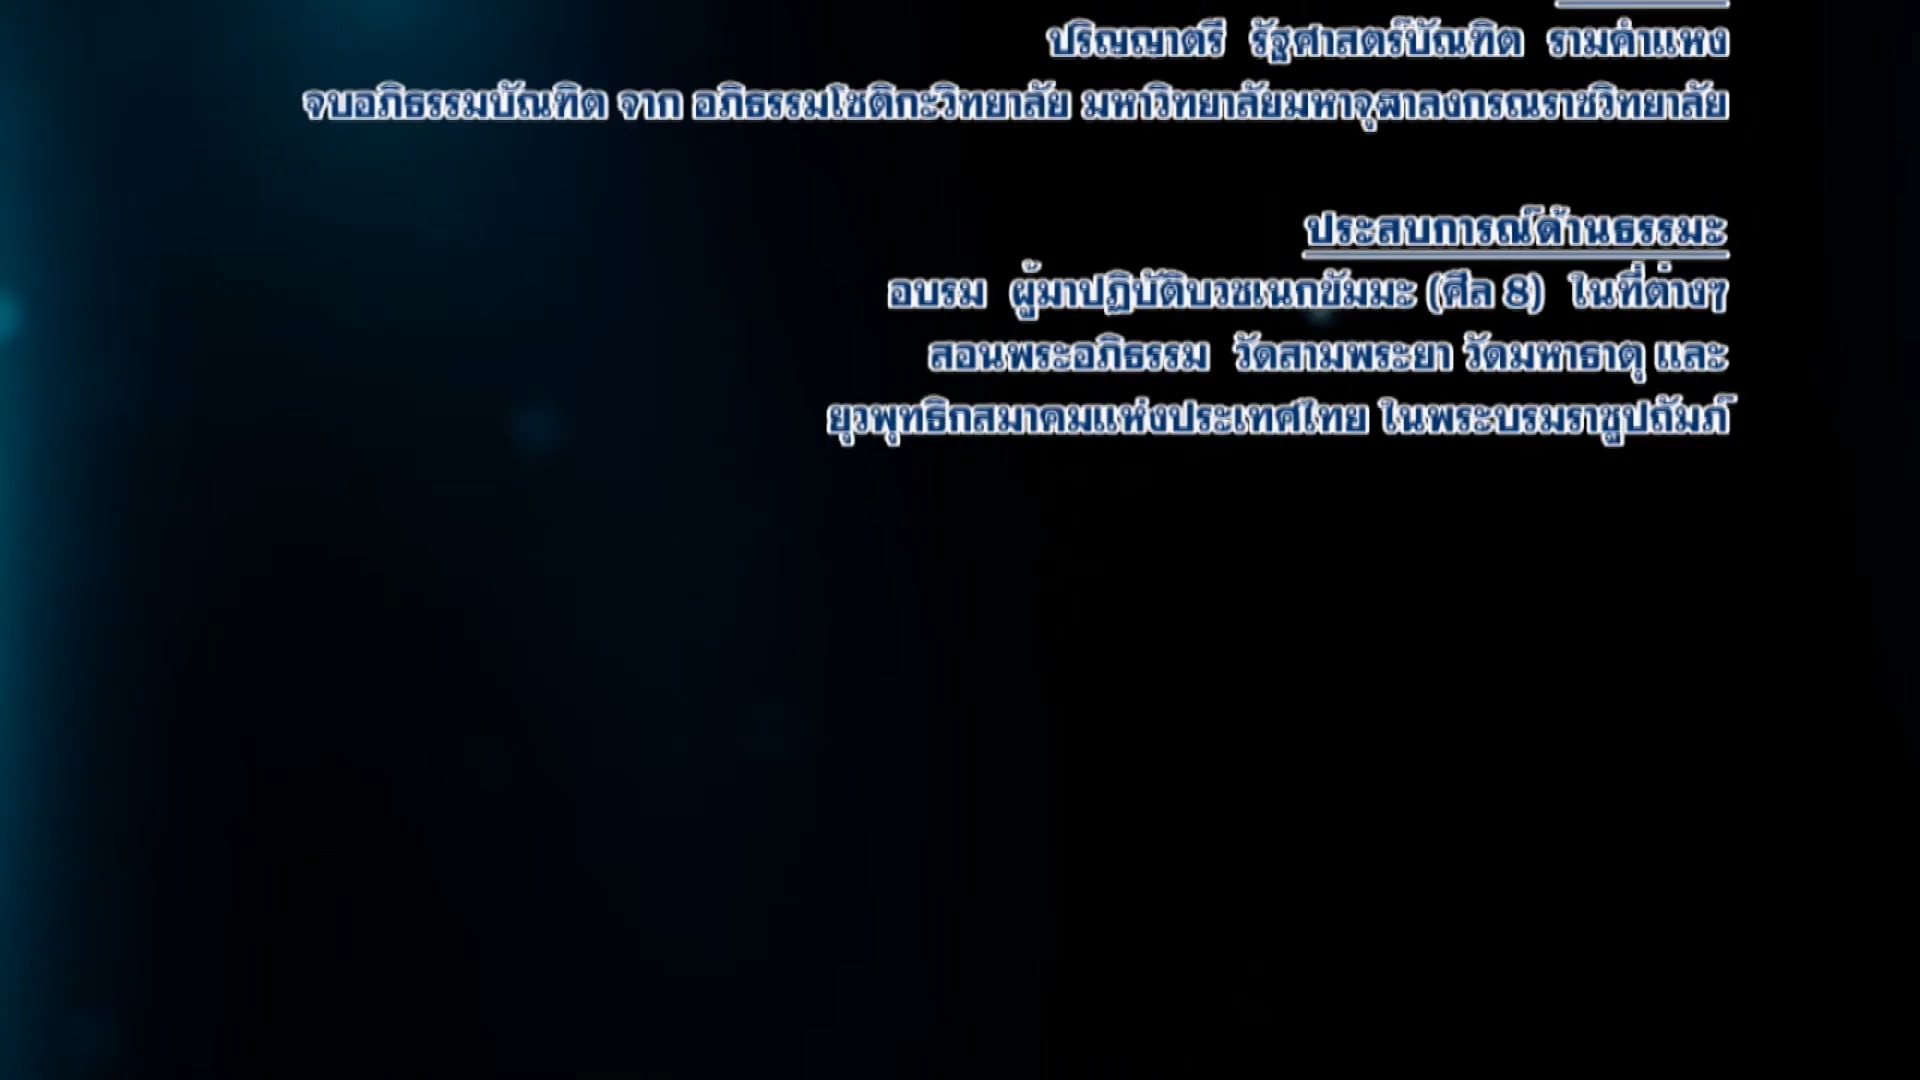 ปริญญาตรี รัฐศาสตร์บัณฑิต รามคำแหง
จบอภิธรรมบัณฑิต จาก อภิธรรมโชติกะวิทยาลัย มหาวิทยาลัยมหาจุฬาลงกรณราชวิทยาลัย
ประสบการณ์ด้านธรรมะ
อบรม ผู้มาปฏิบัติบวชเนกขัมมะ (ศีล 8) ในที่ต่างๆ
สอนพระอภิธรรม วัดสามพระยา วัดมหาธาตุ และ
ยุวพุทธิกสมาคมแห่งประเทศไทย ในพระบรมราชูปถัมภ์